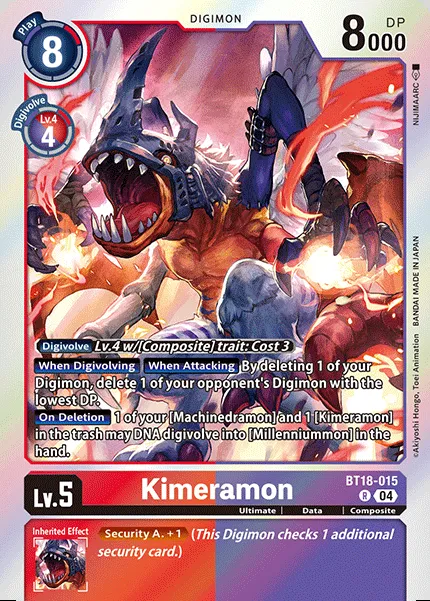 DIGIMON
Play
8
8000
DP
Digivolve
Lv.4
4
NIJIMAARC
©Akiyoshi Hongo, Toei Animation BANDAI MADE IN JAPAN
Digivolve Lv.4 w/[Composite] trait: Cost 3
When Digivolving When Attacking By deleting 1 of your
Digimon, delete 1 of your opponent's Digimon with the
lowest DP.
On Deletion 1 of your [Machinedramon] and 1 [Kimeramon]
in the trash may DNA digivolve into [Millenniummon] in the
hand.
Lv.5
Kimeramon
BT18-015
R 04
Ultimate Data Composite
Inherited Effect
Security A. +1 (This Digimon checks 1 additional
security card.)